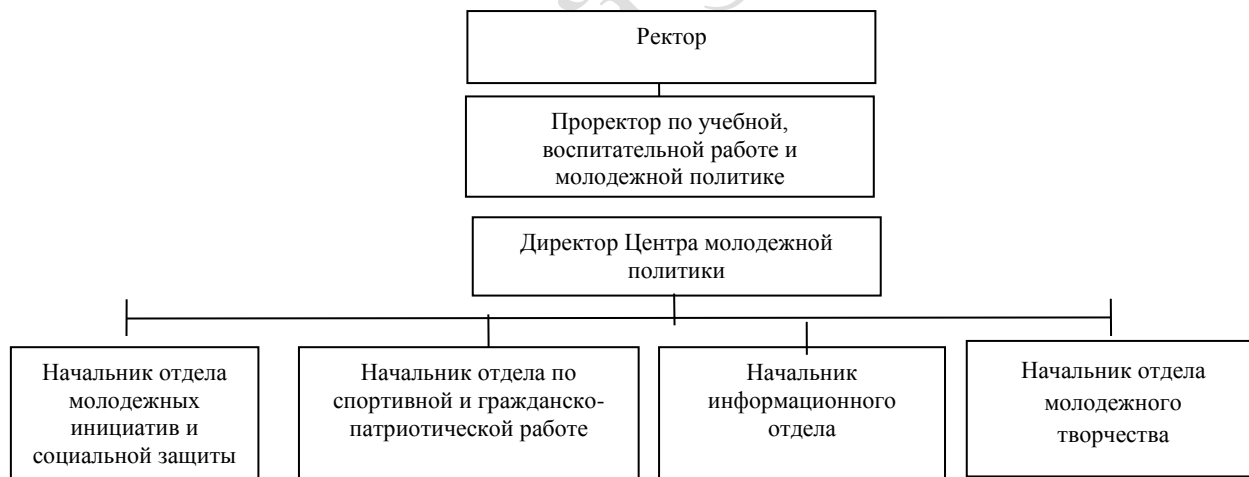 Ректор
Проректор по учебной,
воспитательной работе и
молодежной политике
Директор Центра молодежной
политики
Начальник отдела
молодежных
инициатив и
социальной защиты
Начальник отдела по
спортивной и гражданско-
патриотической работе
Начальник
информационного
отдела
Начальник отдела
молодежного
творчества